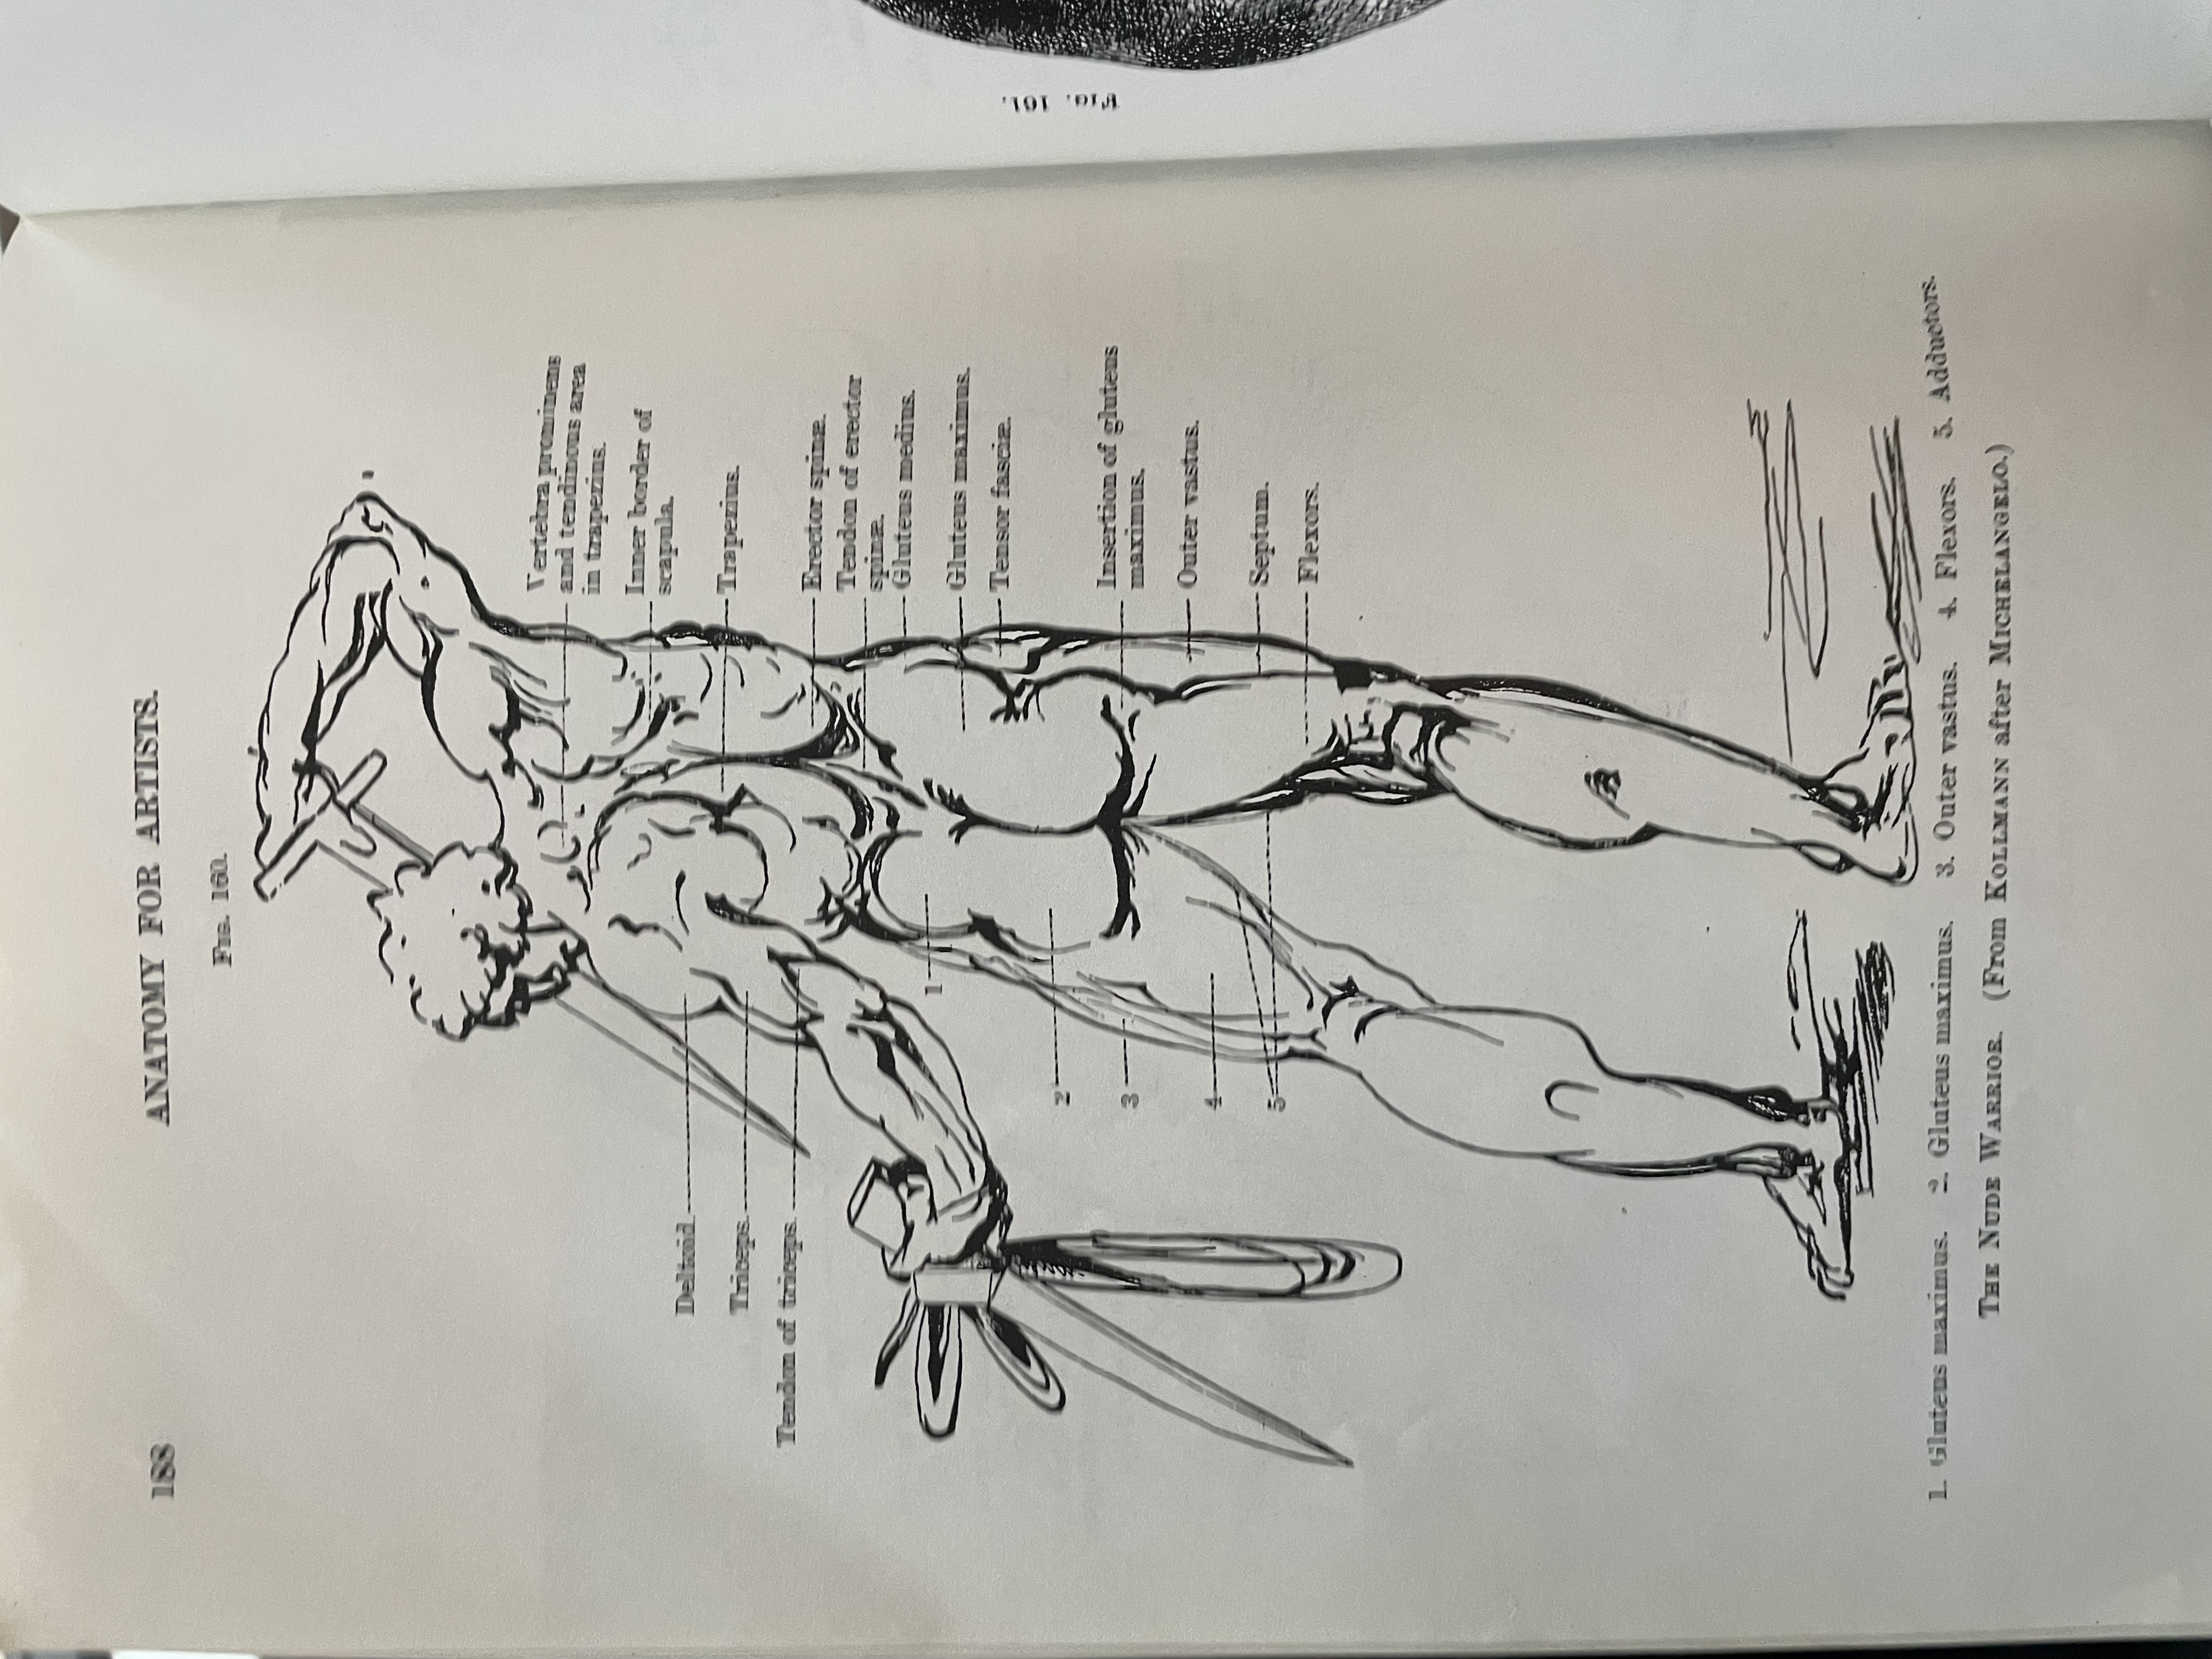 188
ANATOMY FOR ARTISTS.
FIG. 160.
Vertebra prominens
and tendinous area
in trapezius.
Inner border of
scapula.
Deltoid.
Trapezius.
Triceps.
Tendon of triceps.
Erector spinæ.
Tendon of erector
spinæ.
Gluteus medius.
1
Gluteus maximus.
Tensor fasciæ.
2
Insertion of gluteus
maximus.
3
Outer vastus.
4
Septum.
5
Flexors.
1. Gluteus maximus. 2. Gluteus maximus. 3. Outer vastus. 4. Flexors. 5. Adductors.
THE NUDE WARRIOR. (From KOLLMANN after MICHELANGELO.)
FIG. 161.